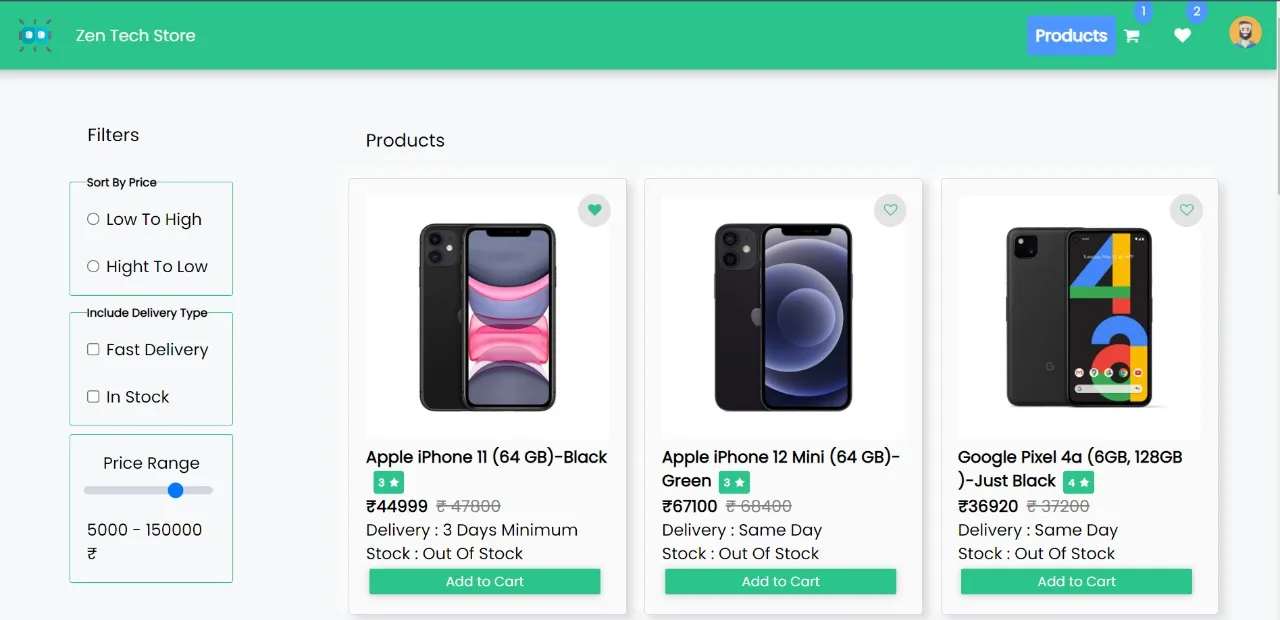 Zen Tech Store
Products
1
2
Filters
Sort By Price
Low To High
Hight To Low
Include Delivery Type
Fast Delivery
In Stock
Price Range
5000 - 150000
₹
Products
Apple iPhone 11 (64 GB)-Black
3
₹44999 ₹ 47800
Delivery : 3 Days Minimum
Stock : Out Of Stock
Add to Cart
Apple iPhone 12 Mini (64 GB)-
Green 3
₹67100 ₹ 68400
Delivery : Same Day
Stock : Out Of Stock
Add to Cart
Google Pixel 4a (6GB, 128GB
)-Just Black 4
₹36920 ₹ 37200
Delivery : Same Day
Stock : Out Of Stock
Add to Cart